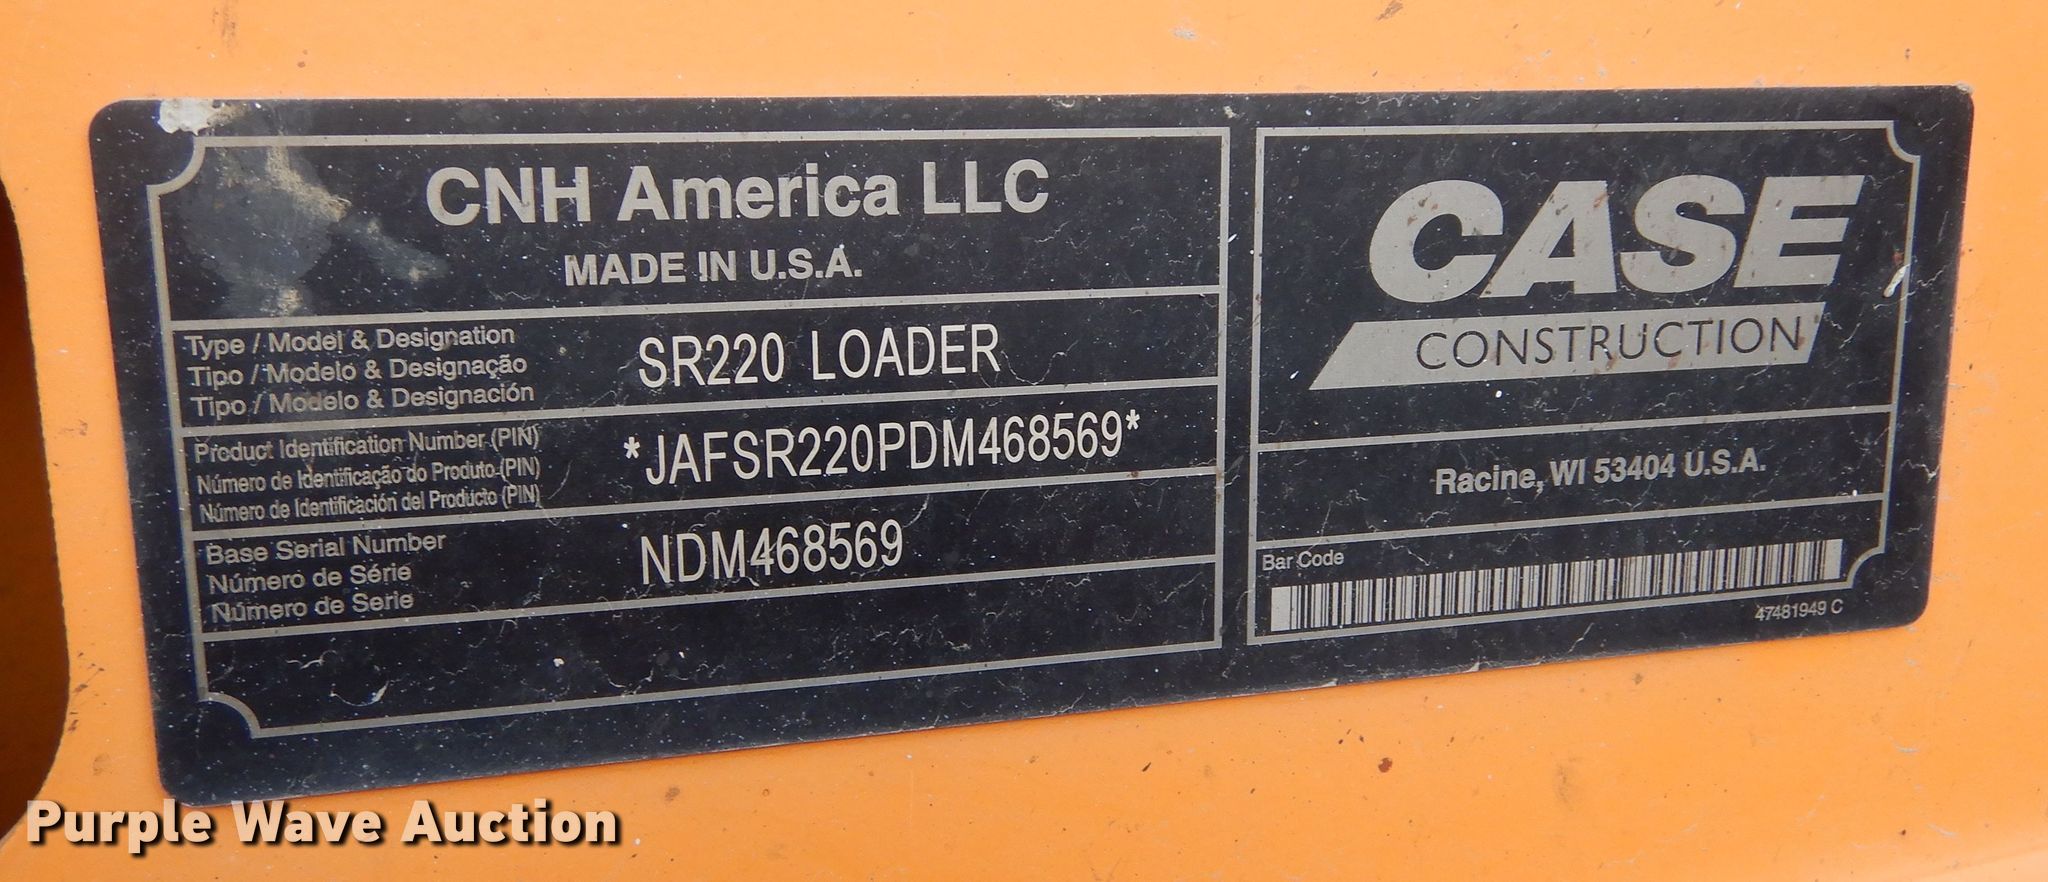 CNH America LLC
MADE IN U.S.A.
Type / Model & Designation
Tipo / Modelo & Designação
Tipo / Modelo & Designación
SR220 LOADER
Product Identification Number (PIN)
Número de Identificação do Produto (PIN)
Número de Identificación del Producto (PIN)
*JAFSR220PDM468569*
Base Serial Number
Número de Série
Número de Serie
NDM468569
CASE
CONSTRUCTION
Racine, WI 53404 U.S.A.
Bar Code
47481949 C
Purple Wave Auction